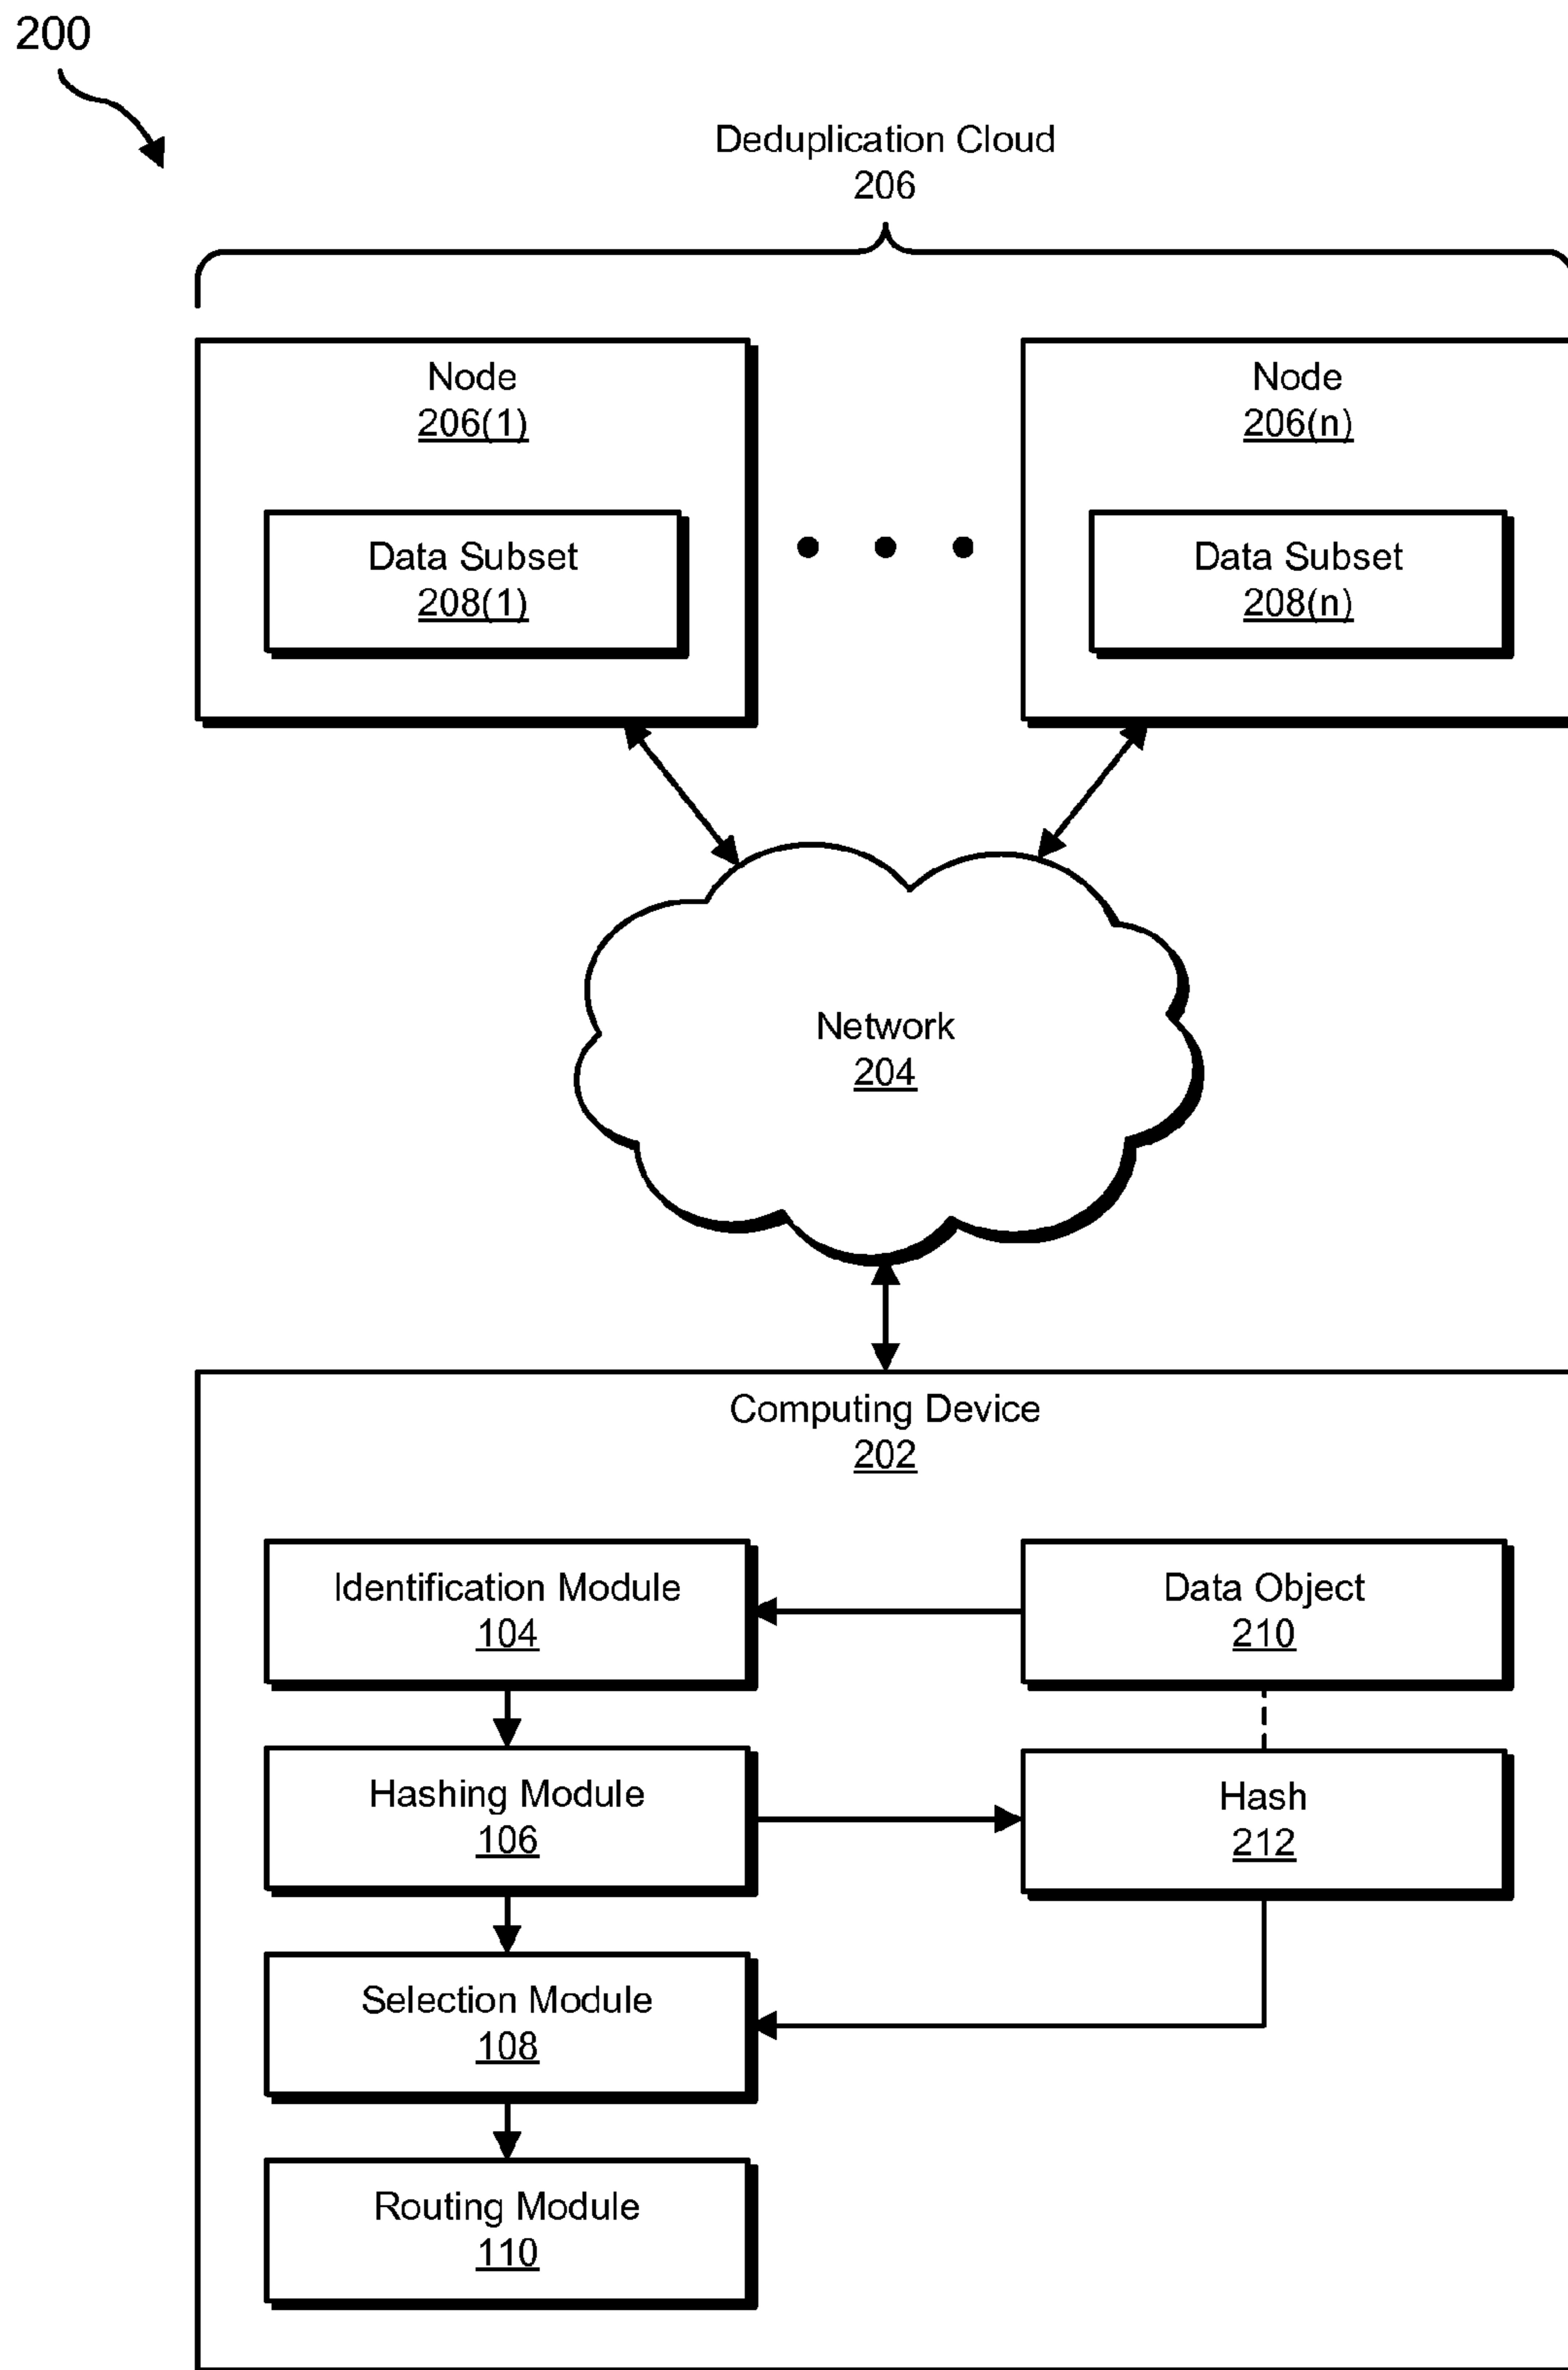 200
Deduplication Cloud
206
Node
206(1)
Node
206(n)
Data Subset
208(1)
Data Subset
208(n)
Network
204
Computing Device
202
Identification Module
104
Data Object
210
Hashing Module
106
Hash
212
Selection Module
108
Routing Module
110